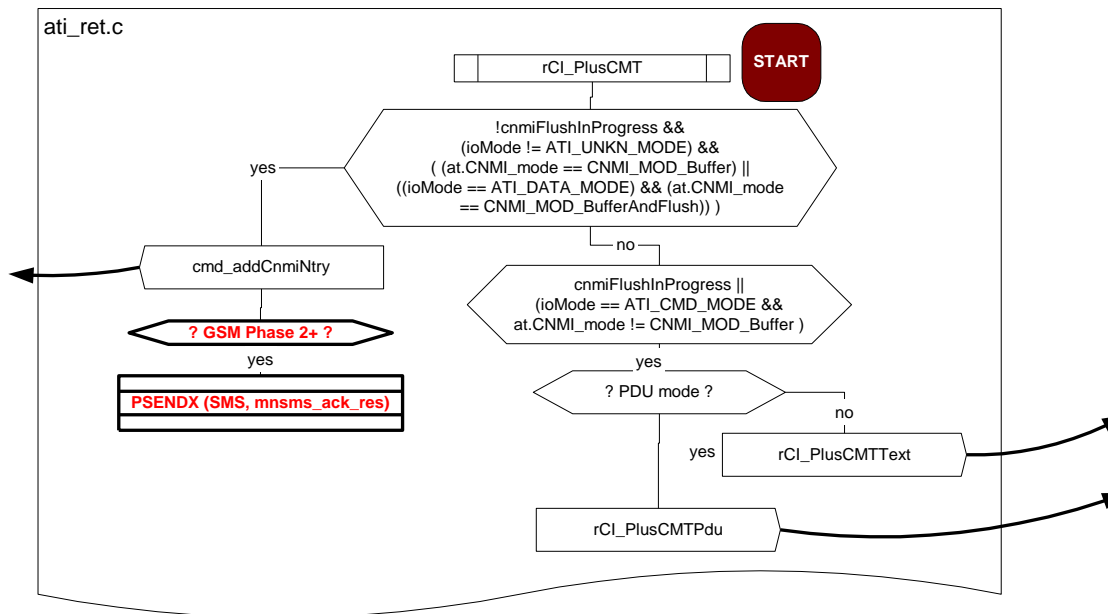 ati_ret.c
rCI_PlusCMT
START
!cnmiFlushInProgress &&
(ioMode != ATI_UNKN_MODE) &&
( (at.CNMI_mode == CNMI_MOD_Buffer) ||
((ioMode == ATI_DATA_MODE) && (at.CNMI_mode
== CNMI_MOD_BufferAndFlush)) )
yes
no
cmd_addCnmiNtry
cnmiFlushInProgress ||
(ioMode == ATI_CMD_MODE &&
at.CNMI_mode != CNMI_MOD_Buffer )
? GSM Phase 2+ ?
yes
yes
PSENDX (SMS, mnsms_ack_res)
? PDU mode ?
no
yes
rCI_PlusCMTText
rCI_PlusCMTPdu